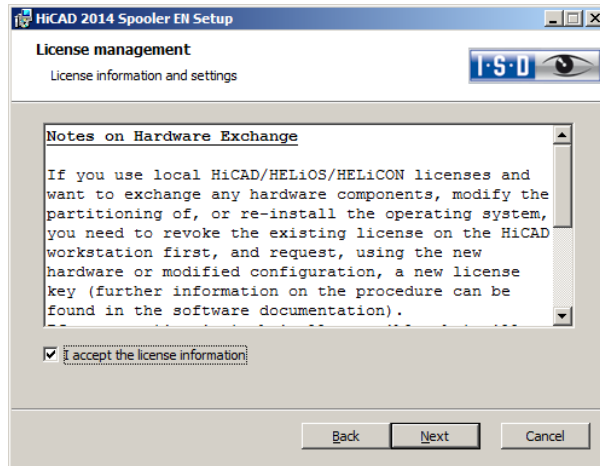 HiCAD 2014 Spooler EN Setup
License management
License information and settings
I·S·D
Notes on Hardware Exchange
If you use local HiCAD/HELiOS/HELiCON licenses and
want to exchange any hardware components, modify the
partitioning of, or re-install the operating system,
you need to revoke the existing license on the HiCAD
workstation first, and request, using the new
hardware or modified configuration, a new license
key (further information on the procedure can be
found in the software documentation).
I accept the license information
Back
Next
Cancel